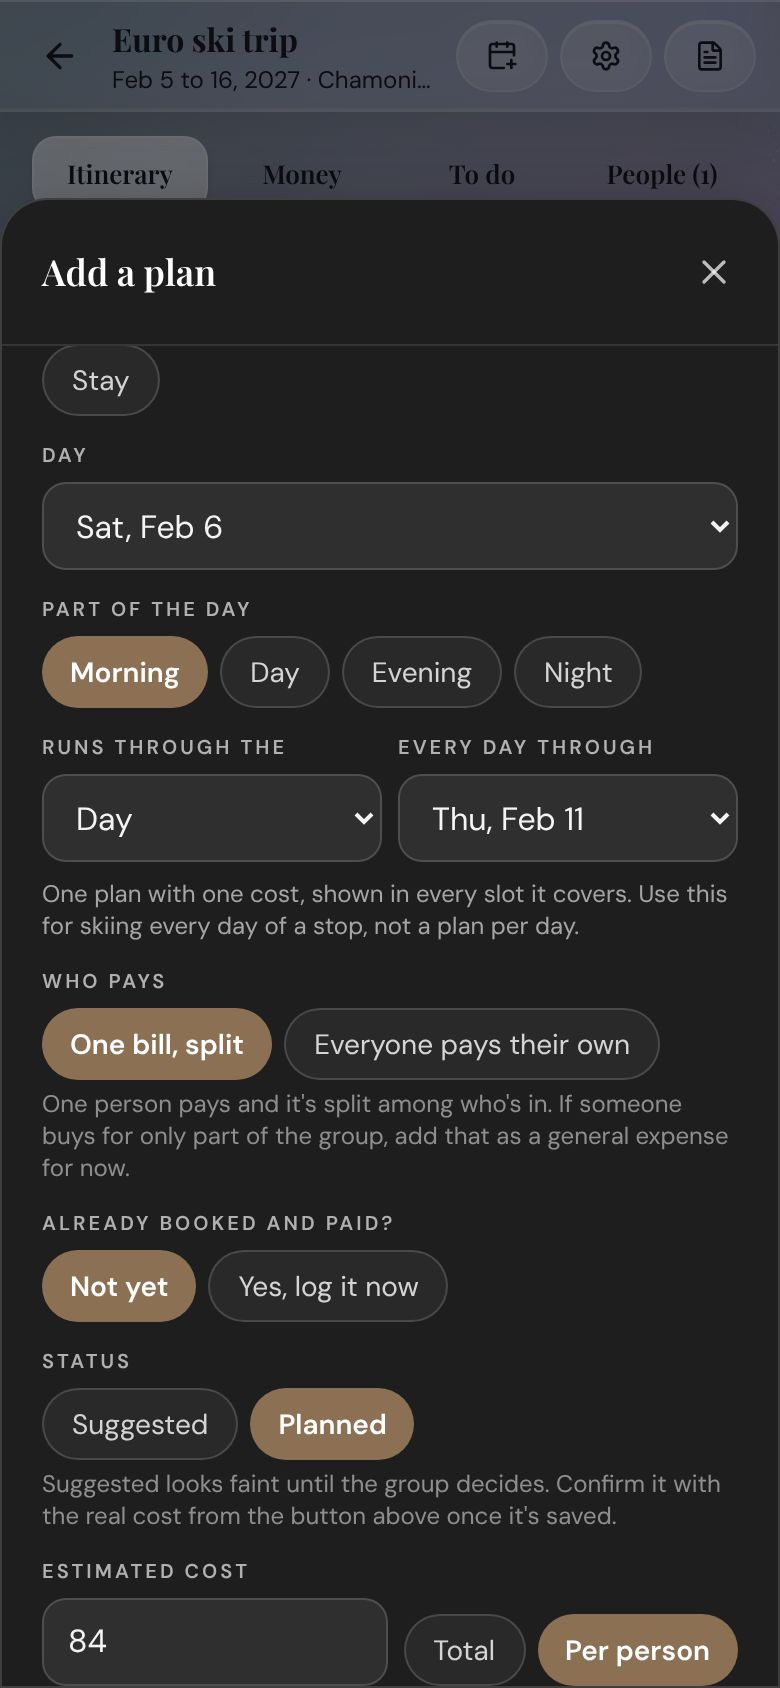 Euro ski trip
Feb 5 to 16, 2027 · Chamoni...
Itinerary
Money
To do
People (1)
Add a plan
Stay
DAY
Sat, Feb 6
PART OF THE DAY
Morning
Day
Evening
Night
RUNS THROUGH THE
EVERY DAY THROUGH
Day
Thu, Feb 11
One plan with one cost, shown in every slot it covers. Use this
for skiing every day of a stop, not a plan per day.
WHO PAYS
One bill, split
Everyone pays their own
One person pays and it's split among who's in. If someone
buys for only part of the group, add that as a general expense
for now.
ALREADY BOOKED AND PAID?
Not yet
Yes, log it now
STATUS
Suggested
Planned
Suggested looks faint until the group decides. Confirm it with
the real cost from the button above once it's saved.
ESTIMATED COST
84
Total
Per person